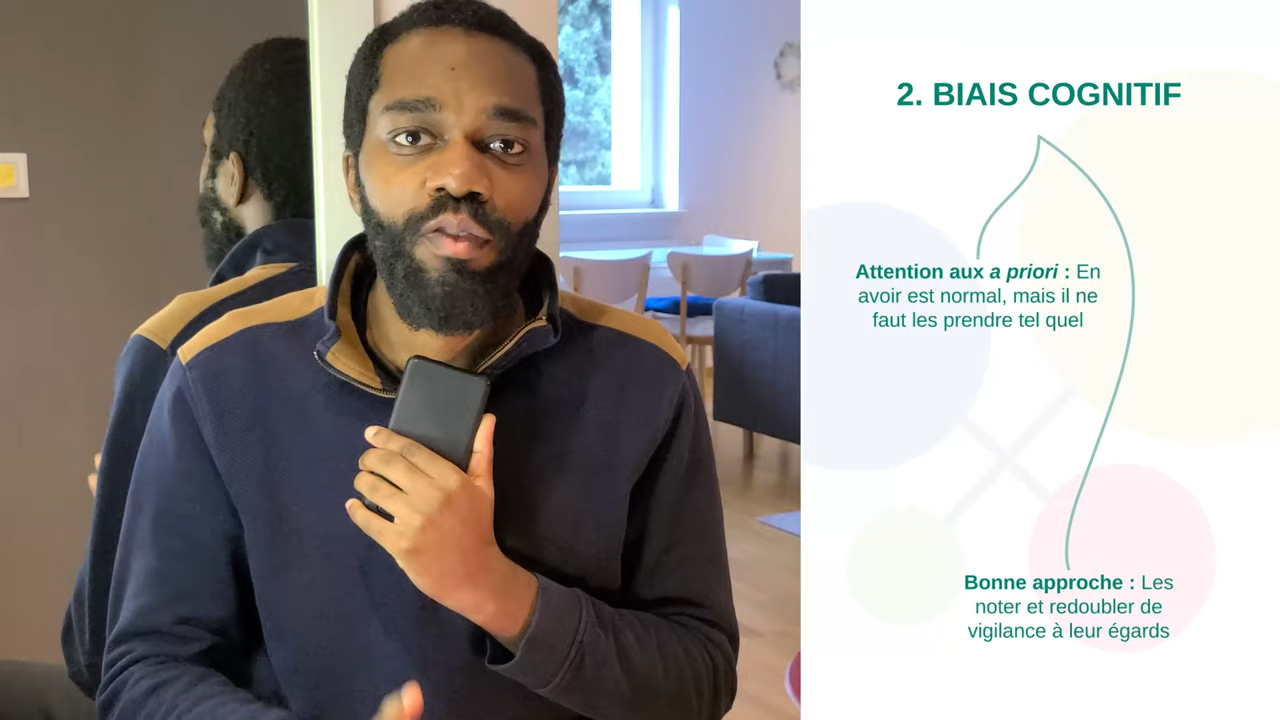 2. BIAIS COGNITIF
Attention aux a priori : En
avoir est normal, mais il ne
faut les prendre tel quel
Bonne approche : Les
noter et redoubler de
vigilance à leur égards